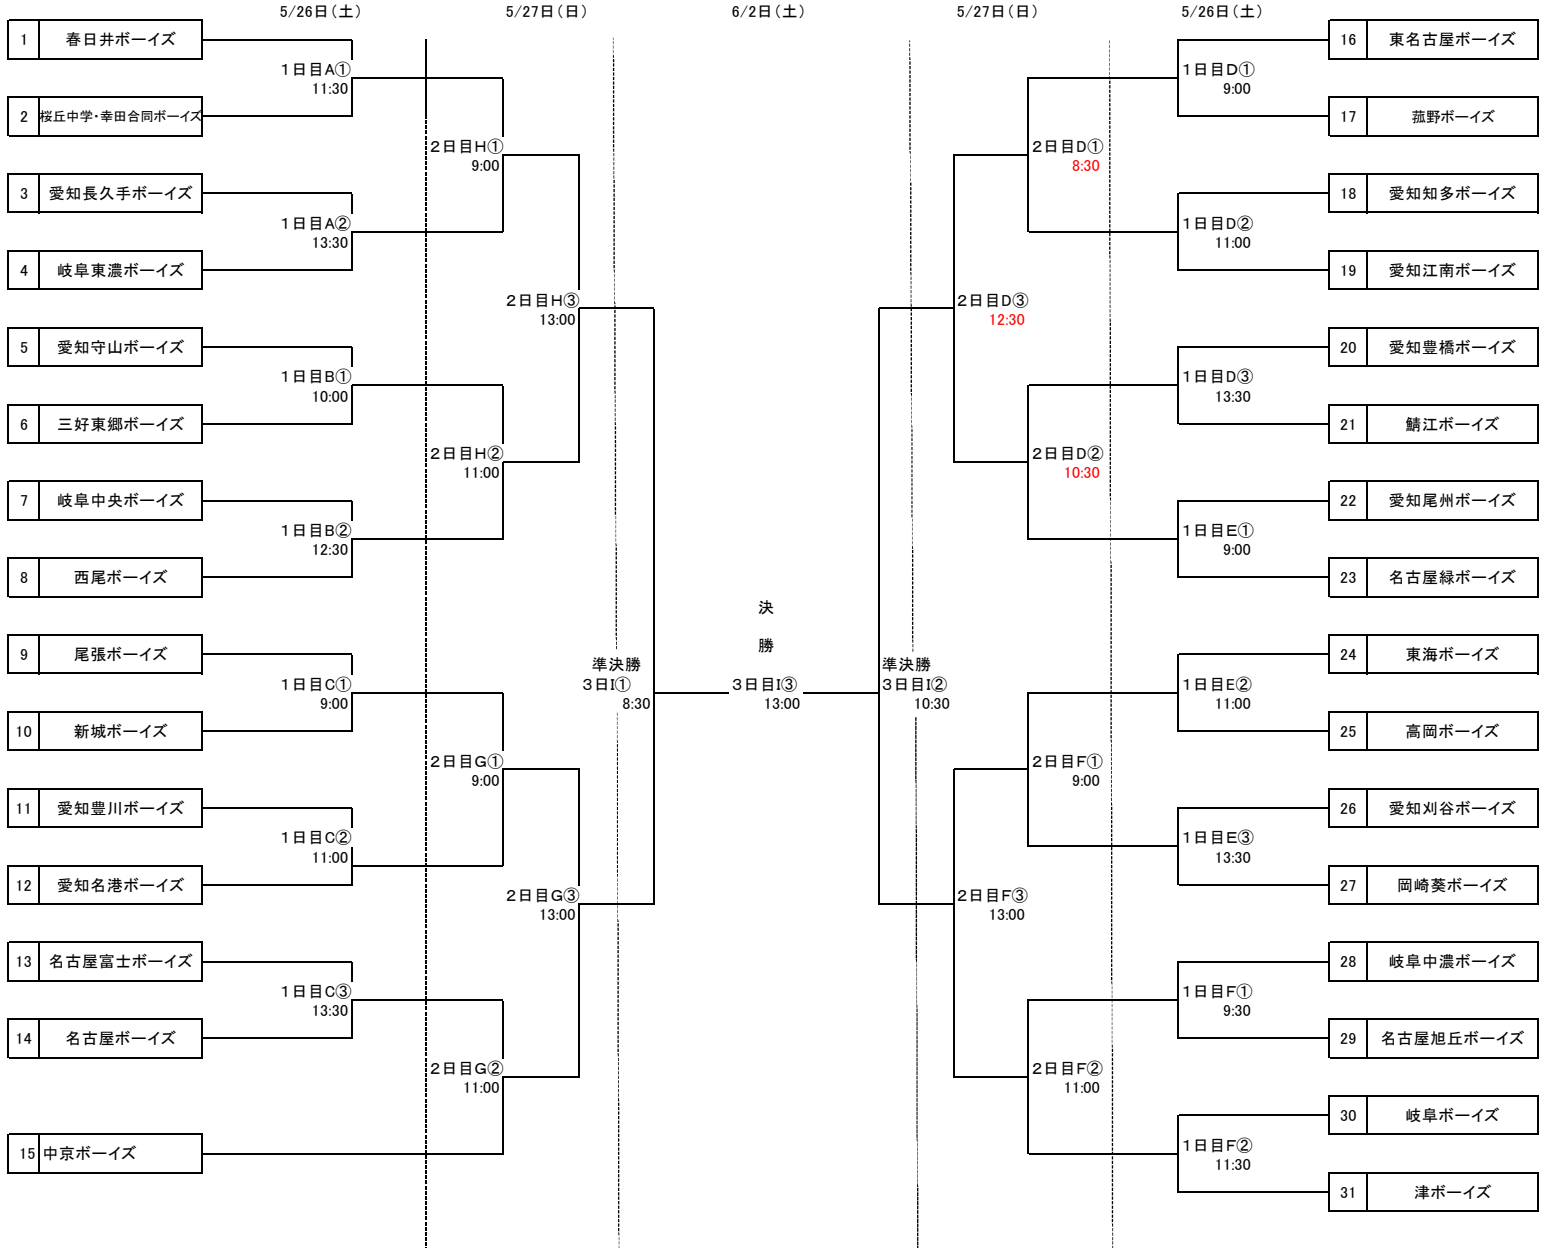 5/26日(土) 5/27日(日) 6/2日(土) 5/27日(日) 5/26日(土)
1 春日井ボーイズ
1日目A①
11:30
2 桜丘中学・幸田合同ボーイズ
2日目H①
9:00
3 愛知長久手ボーイズ
1日目A②
13:30
4 岐阜東濃ボーイズ
2日目H③
13:00
5 愛知守山ボーイズ
1日目B①
10:00
6 三好東郷ボーイズ
2日目H②
11:00
7 岐阜中央ボーイズ
1日目B②
12:30
8 西尾ボーイズ
9 尾張ボーイズ
1日目C①
9:00
10 新城ボーイズ
2日目G①
9:00
11 愛知豊川ボーイズ
1日目C②
11:00
12 愛知名港ボーイズ
2日目G③
13:00
13 名古屋富士ボーイズ
1日目C③
13:30
14 名古屋ボーイズ
2日目G②
11:00
15 中京ボーイズ
準決勝
3日I①
8:30
決
勝
3日目I③
13:00
準決勝
3日目I②
10:30
16 東名古屋ボーイズ
1日目D①
9:00
17 菰野ボーイズ
2日目D①
8:30
18 愛知知多ボーイズ
1日目D②
11:00
19 愛知江南ボーイズ
2日目D③
12:30
20 愛知豊橋ボーイズ
1日目D③
13:30
21 鯖江ボーイズ
2日目D②
10:30
22 愛知尾州ボーイズ
1日目E①
9:00
23 名古屋緑ボーイズ
24 東海ボーイズ
1日目E②
11:00
25 高岡ボーイズ
2日目F①
9:00
26 愛知刈谷ボーイズ
1日目E③
13:30
27 岡崎葵ボーイズ
2日目F③
13:00
28 岐阜中濃ボーイズ
1日目F①
9:30
29 名古屋旭丘ボーイズ
2日目F②
11:00
30 岐阜ボーイズ
1日目F②
11:30
31 津ボーイズ